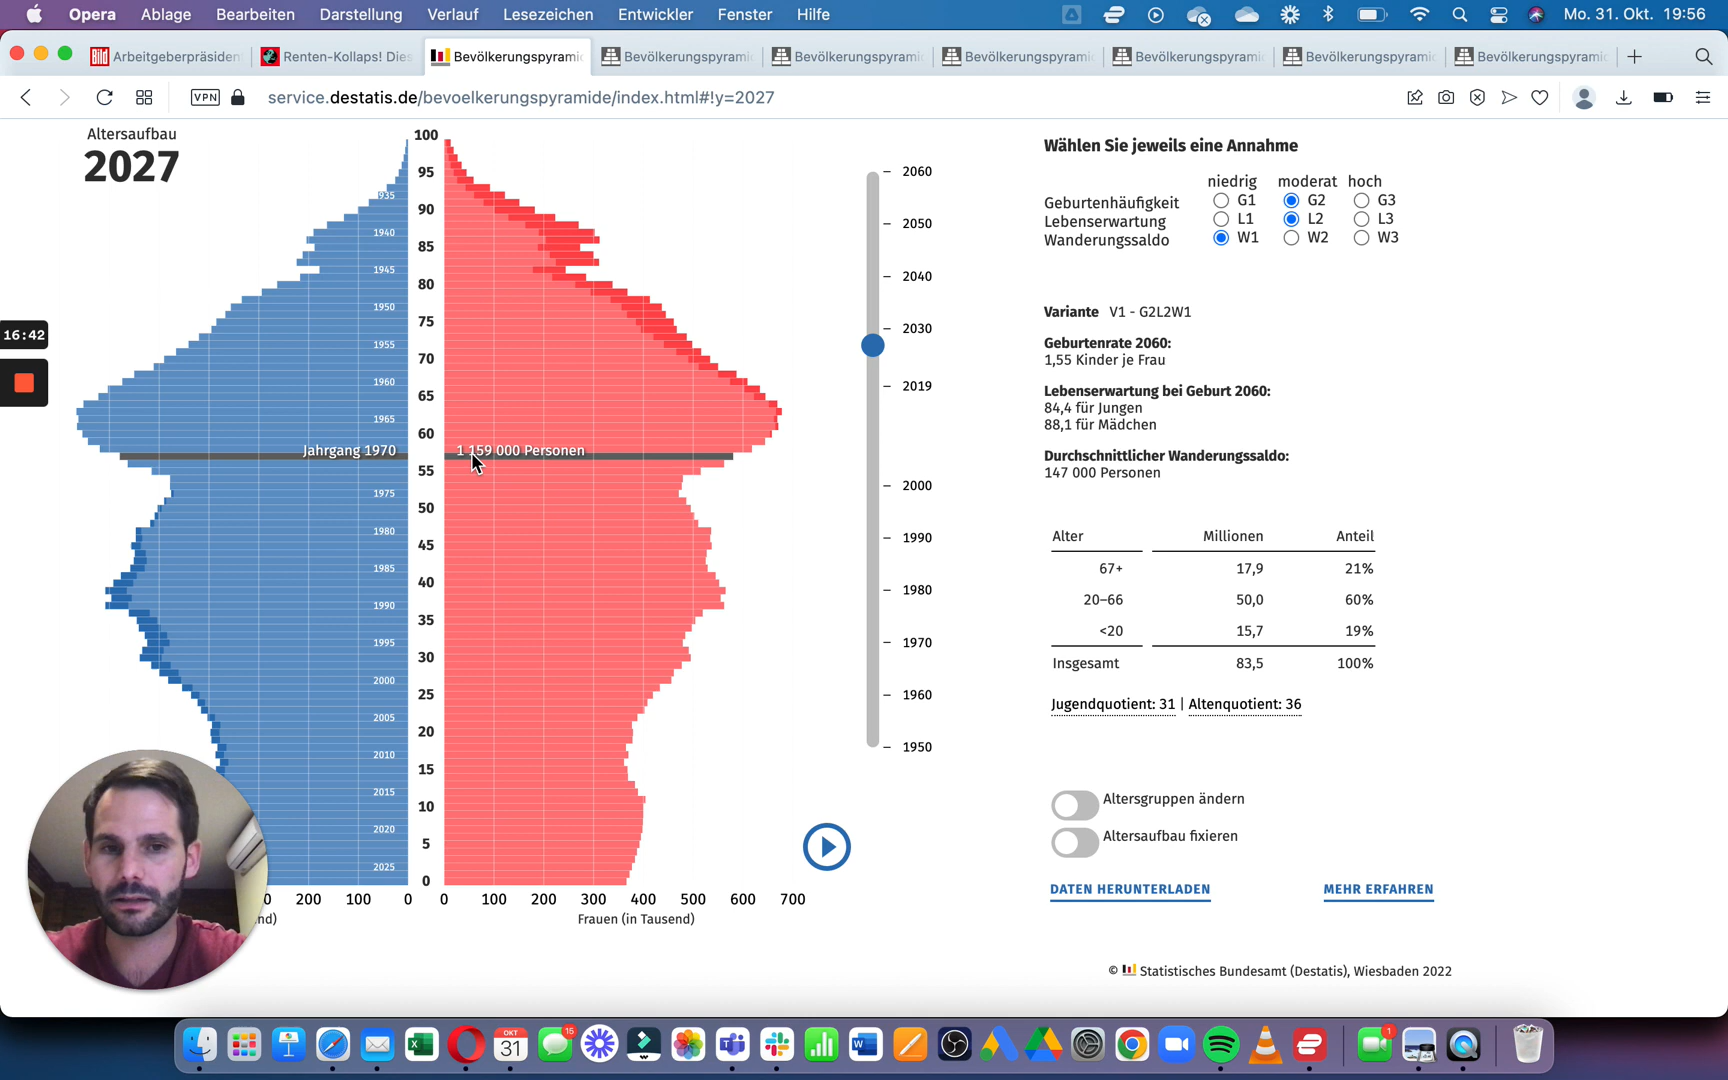 Opera Ablage Bearbeiten Darstellung Verlauf Lesezeichen Entwickler Fenster Hilfe Mo. 31. Okt. 19:56
Bild Arbeitgeberpräsiden Renten-Kollaps! Dies Bevölkerungspyrami Bevölkerungspyrami Bevölkerungspyrami Bevölkerungspyrami Bevölkerungspyrami Bevölkerungspyrami Bevölkerungspyrami
VPN service.destatis.de/bevoelkerungspyramide/index.html#!y=2027
Altersaufbau
2027
100
95
90
85
80
75
70
65
60
55
50
45
40
35
30
25
20
15
10
5
0
935
1940
1945
1950
1955
1960
1965
1975
1980
1985
1990
1995
2000
2005
2010
2015
2020
2025
Jahrgang 1970 1 159 000 Personen
16:42
0 200 100 0 0 100 200 300 400 500 600 700
nd) Frauen (in Tausend)
2060
2050
2040
2030
2019
2000
1990
1980
1970
1960
1950
Wählen Sie jeweils eine Annahme
niedrig moderat hoch
Geburtenhäufigkeit G1 G2 G3
Lebenserwartung L1 L2 L3
Wanderungssaldo W1 W2 W3
Variante V1 - G2L2W1
Geburtenrate 2060:
1,55 Kinder je Frau
Lebenserwartung bei Geburt 2060:
84,4 für Jungen
88,1 für Mädchen
Durchschnittlicher Wanderungssaldo:
147 000 Personen
Alter Millionen Anteil
67+ 17,9 21%
20–66 50,0 60%
<20 15,7 19%
Insgesamt 83,5 100%
Jugendquotient: 31 | Altenquotient: 36
Altersgruppen ändern
Altersaufbau fixieren
DATEN HERUNTERLADEN MEHR ERFAHREN
© Statistisches Bundesamt (Destatis), Wiesbaden 2022
OKT
31
15
1